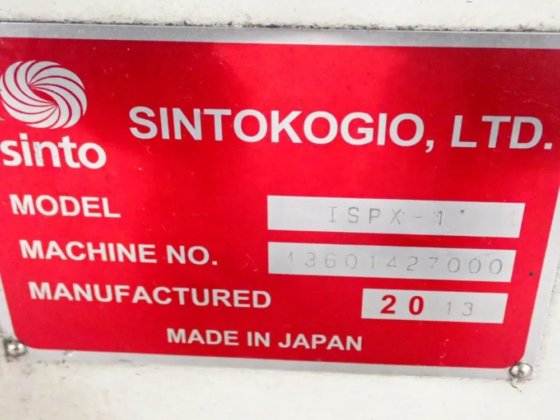 SINTOKOGIO, LTD.
sinto
MODEL ISPX-1
MACHINE NO. 13601427000
MANUFACTURED 2013
MADE IN JAPAN